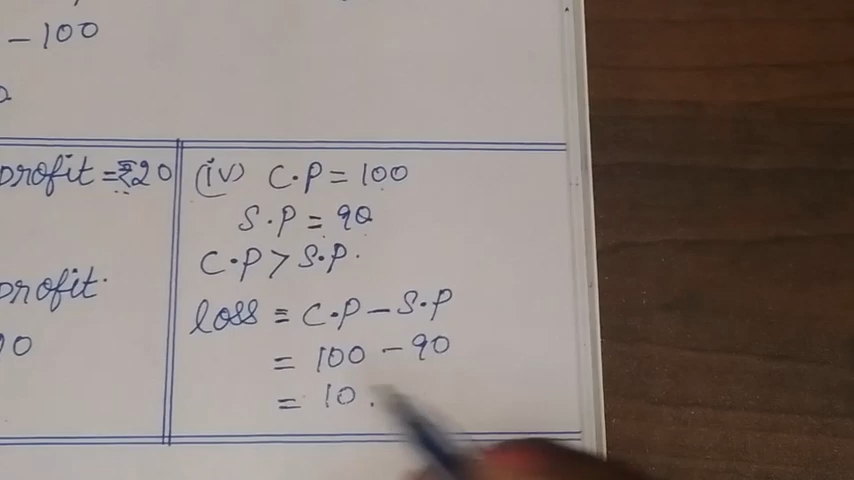 - 100
profit = ₹20
profit.
(iv) C.P = 100
S.P = 90
C.P > S.P.
loss = C.P - S.P
= 100 - 90
= 10.